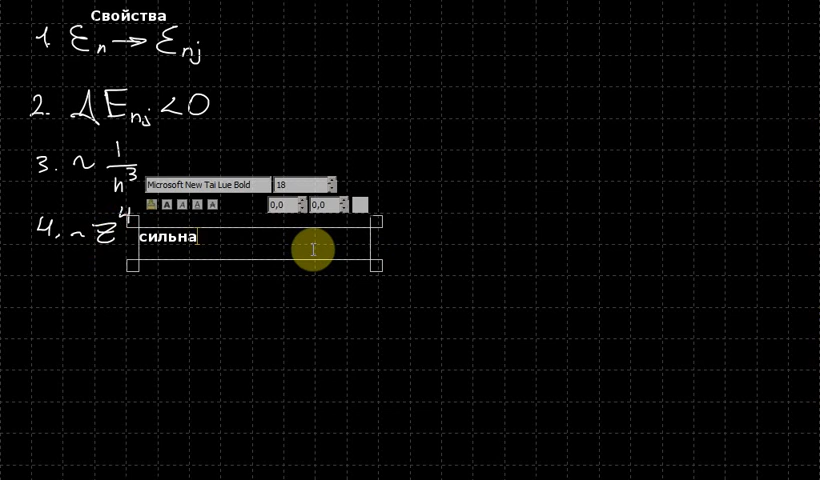 Свойства
1. ℰₙ → ℰₙⱼ
2. ΔEₙⱼ < 0
3. ~ 1/n³
Microsoft New Tai Lue Bold 18
A A A A A 0,0 0,0
4. ~ Z⁴
сильна